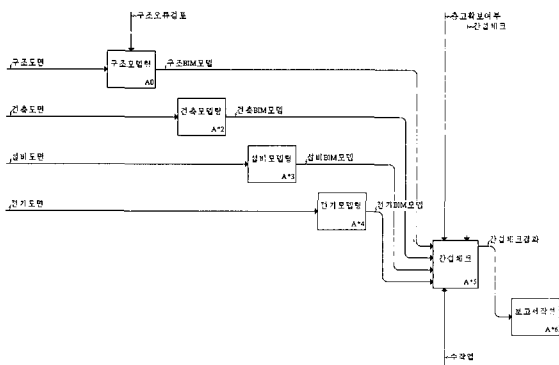 구조오류검토
층고확보여부
간섭체크
구조도면
구조모델링
구조BIM모델
A0
건축도면
건축모델링
건축BIM모델
A*2
설비도면
설비모델링
설비BIM모델
A*3
전기도면
전기모델링
전기BIM모델
A*4
간섭체크
간섭체크결과
A*5
보고서작성
A*6
수작업